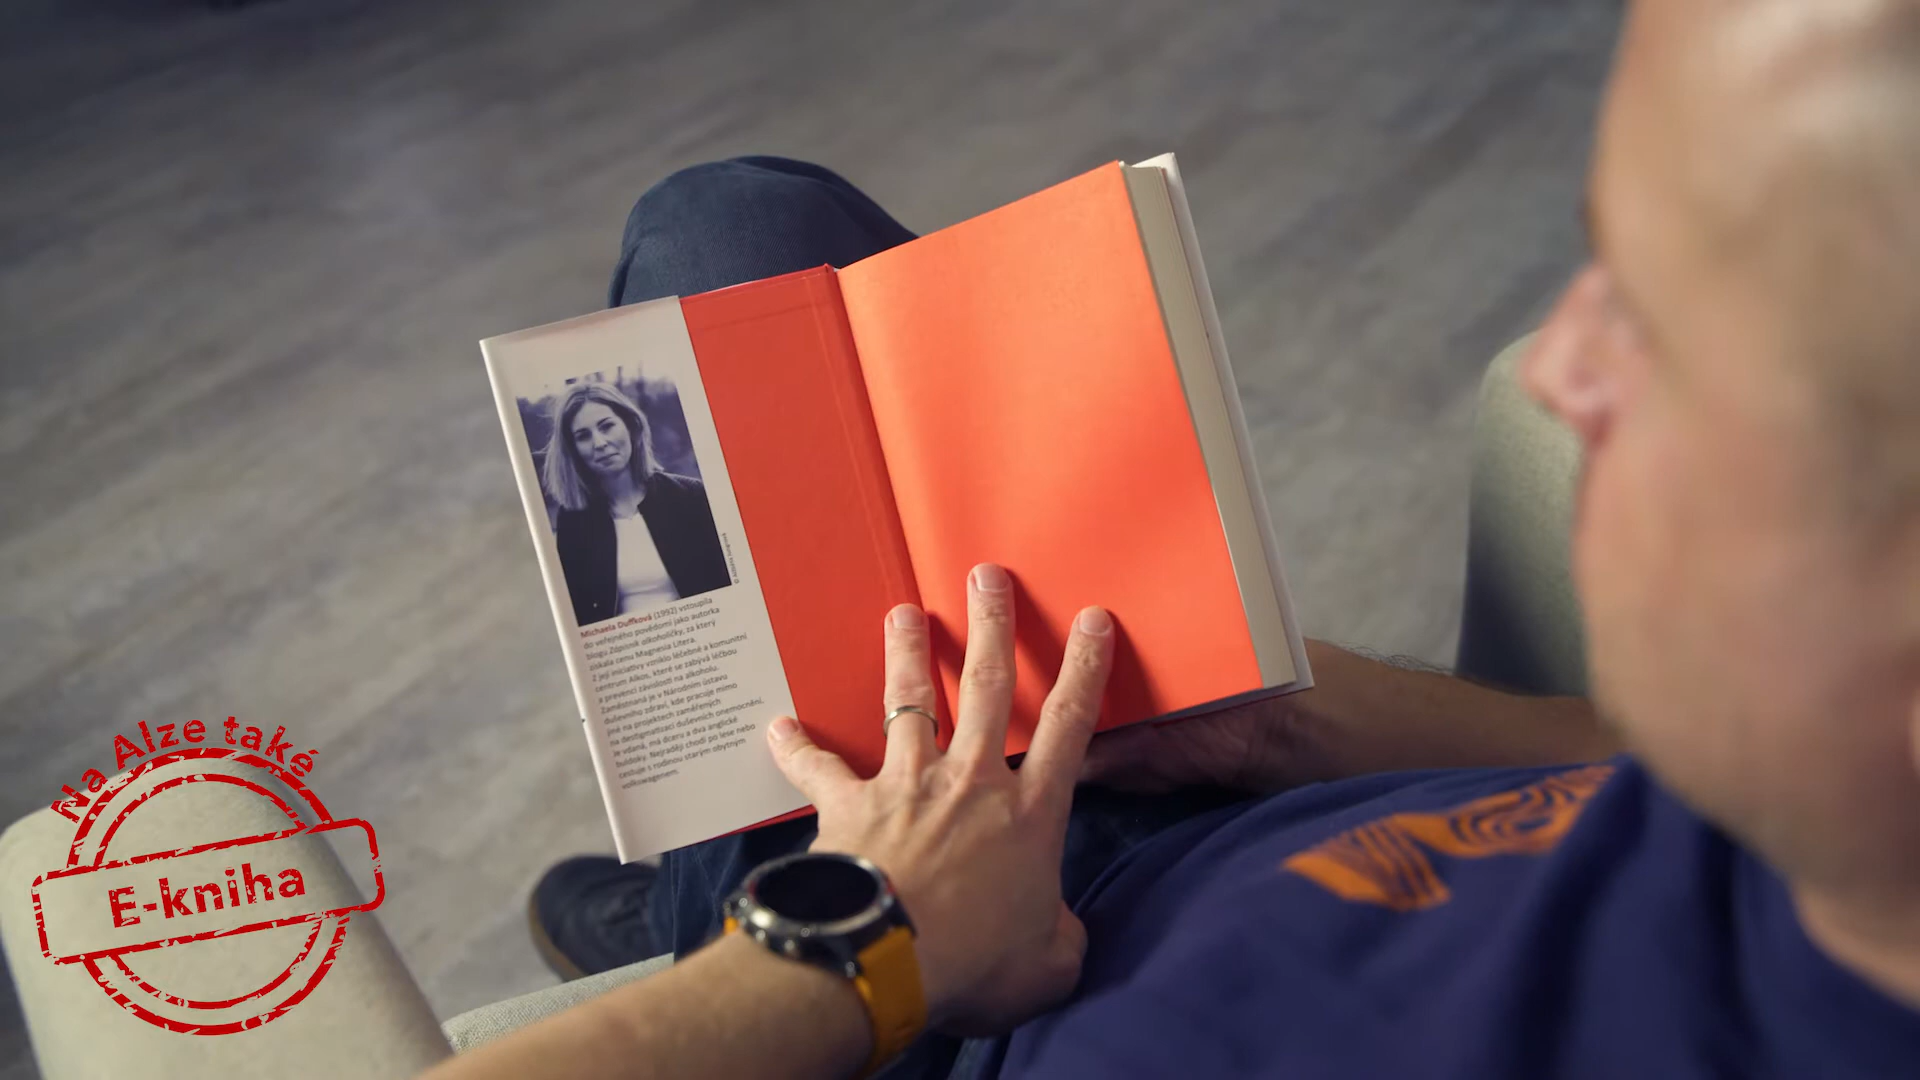 Michaela Duffková (1992) vstoupila
do veřejného povědomí jako autorka
blogu Zápisník alkoholičky, za který
získala cenu Magnesia Litera.
Z její iniciativy vzniklo léčebné a komunitní
centrum Alkos, které se zabývá léčbou
a prevencí závislosti na alkoholu.
Zaměstnaná je v Národním ústavu
duševního zdraví, kde pracuje mimo
jiné na projektech zaměřených
na destigmatizaci duševních onemocnění.
Je vdaná, má dceru a dva anglické
buldoky. Nejraději chodí po lese nebo
cestuje s rodinou starým obytným
volkswagenem.
Na Alze také
E-kniha